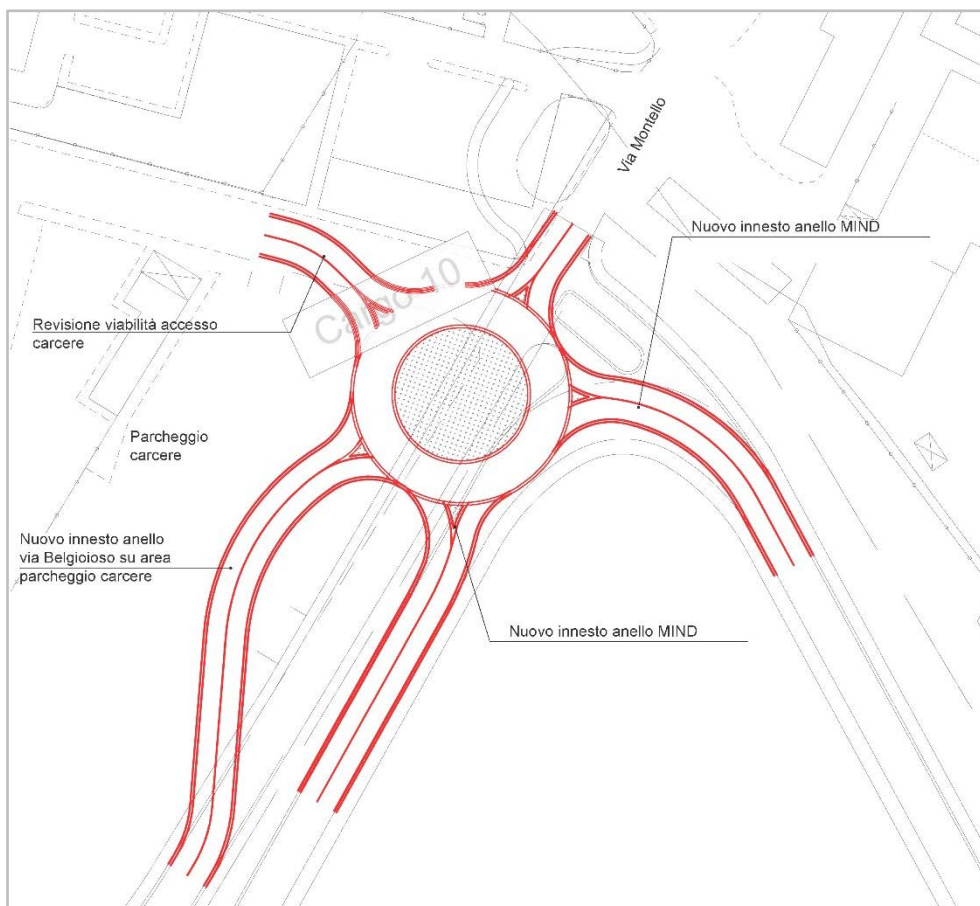 Via Montello
Nuovo innesto anello MIND
Cargo 10
Revisione viabilità accesso
carcere
Parcheggio
carcere
Nuovo innesto anello
via Belgioioso su area
parcheggio carcere
Nuovo innesto anello MIND